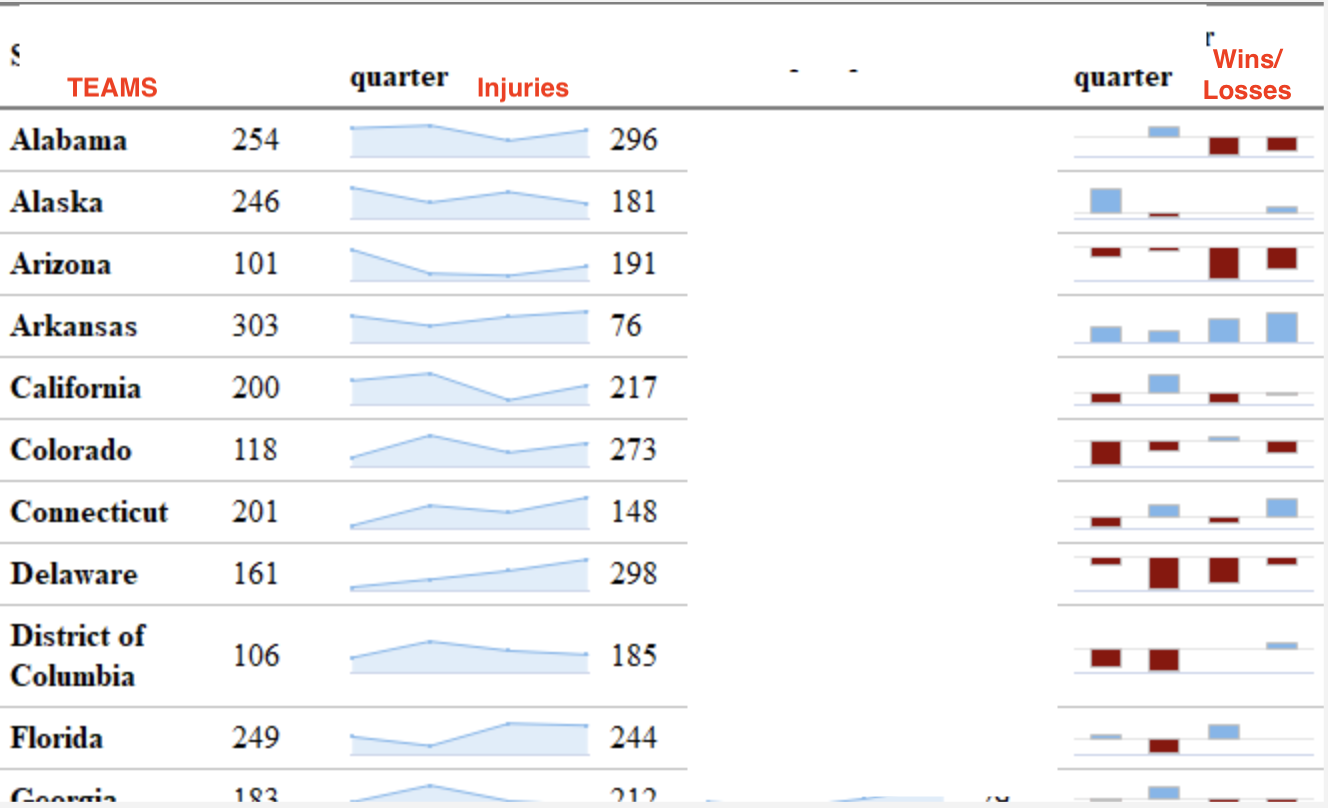 quarter Injuries quarter Wins/
TEAMS Losses
Alabama 254 296
Alaska 246 181
Arizona 101 191
Arkansas 303 76
California 200 217
Colorado 118 273
Connecticut 201 148
Delaware 161 298
District of
Columbia 106 185
Florida 249 244
Georgia 183 212